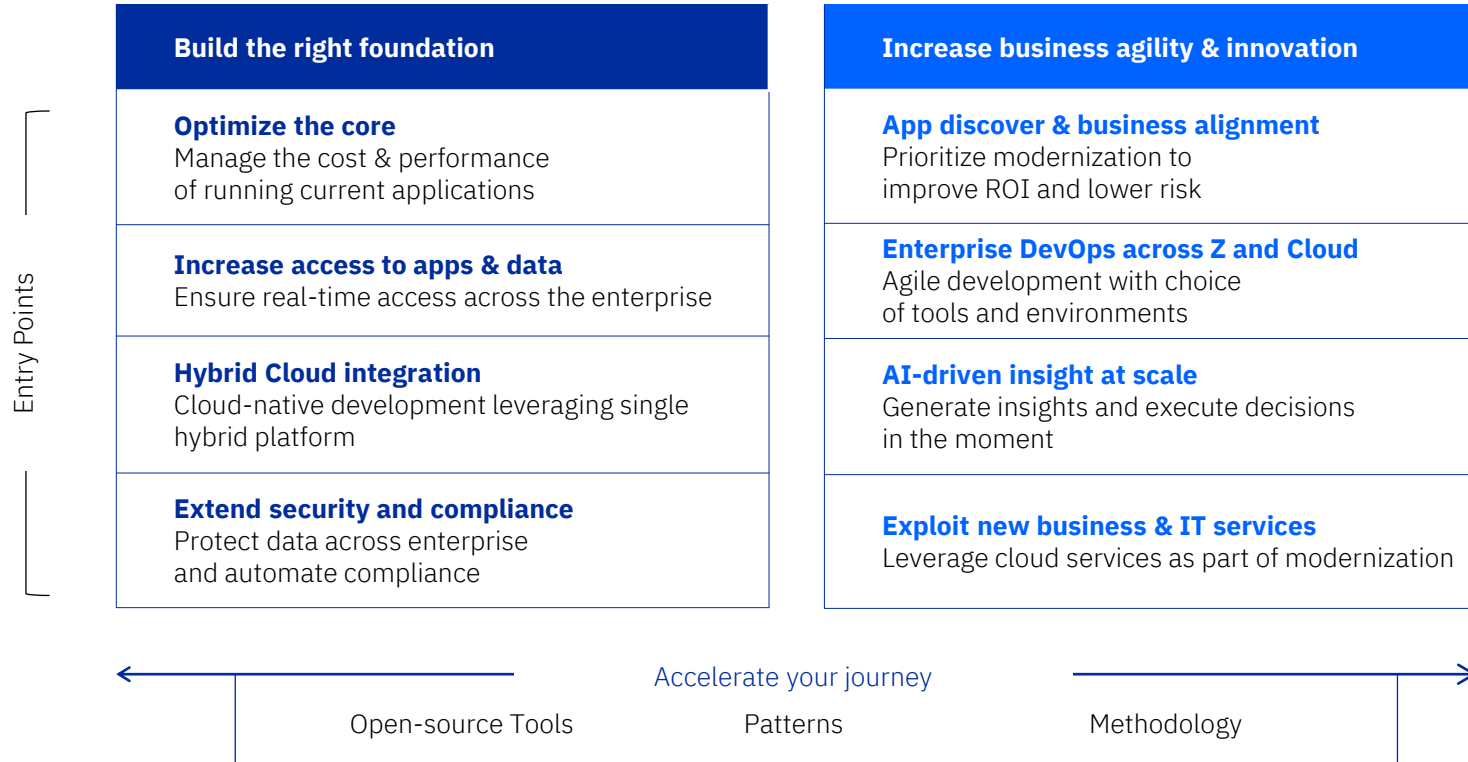 Build the right foundation
Increase business agility & innovation
Entry Points
Optimize the core
Manage the cost & performance
of running current applications
Increase access to apps & data
Ensure real-time access across the enterprise
Hybrid Cloud integration
Cloud-native development leveraging single
hybrid platform
Extend security and compliance
Protect data across enterprise
and automate compliance
App discover & business alignment
Prioritize modernization to
improve ROI and lower risk
Enterprise DevOps across Z and Cloud
Agile development with choice
of tools and environments
AI-driven insight at scale
Generate insights and execute decisions
in the moment
Exploit new business & IT services
Leverage cloud services as part of modernization
Accelerate your journey
Open-source Tools
Patterns
Methodology